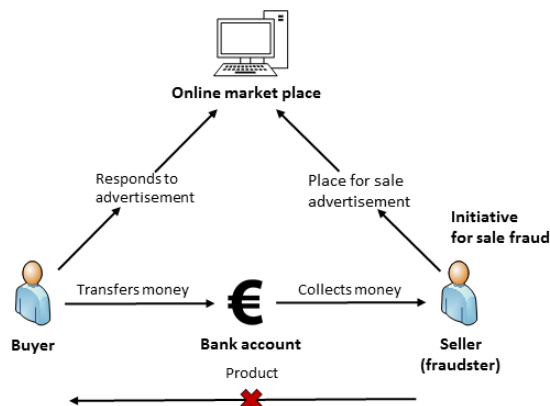 Online market place
Responds to
advertisement
Place for sale
advertisement
Initiative
for sale fraud
Transfers money
€
Collects money
Buyer
Bank account
Seller
(fraudster)
Product